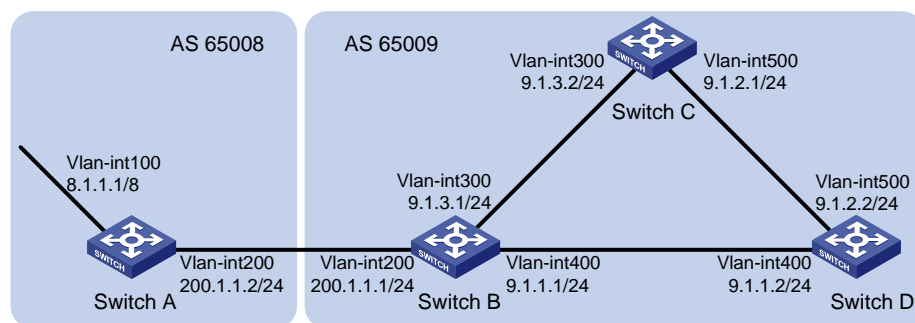 AS 65008
AS 65009
SWITCH
Vlan-int300
9.1.3.2/24
Vlan-int500
9.1.2.1/24
Switch C
Vlan-int100
8.1.1.1/8
Vlan-int300
9.1.3.1/24
Vlan-int500
9.1.2.2/24
SWITCH
SWITCH
SWITCH
Vlan-int200
200.1.1.2/24
Vlan-int200
200.1.1.1/24
Vlan-int400
9.1.1.1/24
Vlan-int400
9.1.1.2/24
Switch A
Switch B
Switch D